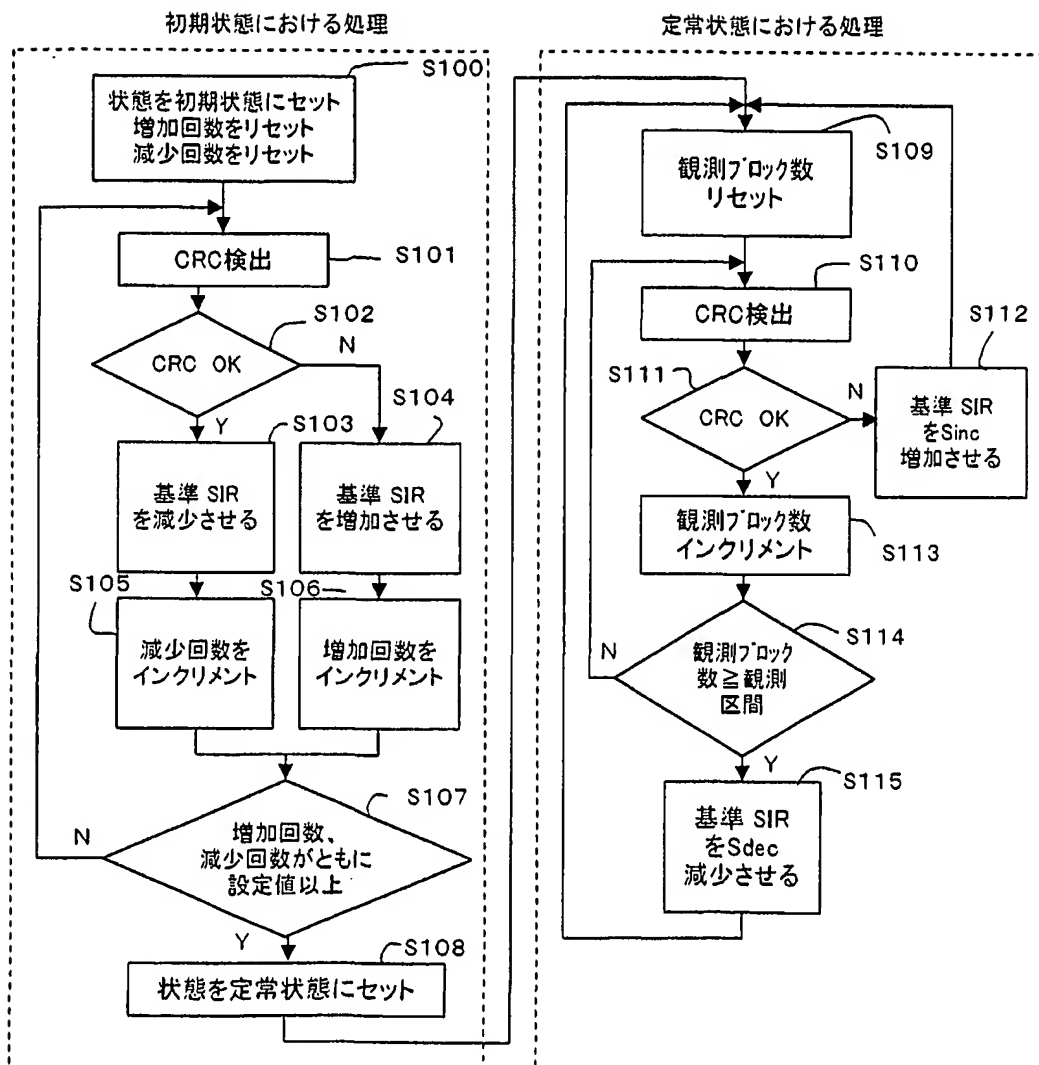 初期状態における処理
S100
状態を初期状態にセット
増加回数をリセット
減少回数をリセット
CRC検出
S101
S102
CRC OK
N
Y
S103
S104
基準 SIR
を減少させる
基準 SIR
を増加させる
S105
S106
減少回数を
インクリメント
増加回数を
インクリメント
S107
N
増加回数、
減少回数がともに
設定値以上
Y
S108
状態を定常状態にセット
定常状態における処理
S109
観測ブロック数
リセット
S110
CRC検出
S111
CRC OK
N
S112
基準 SIR
をSinc
増加させる
Y
観測ブロック数
インクリメント
S113
S114
N
観測ブロック
数≧観測
区間
Y
S115
基準 SIR
をSdec
減少させる